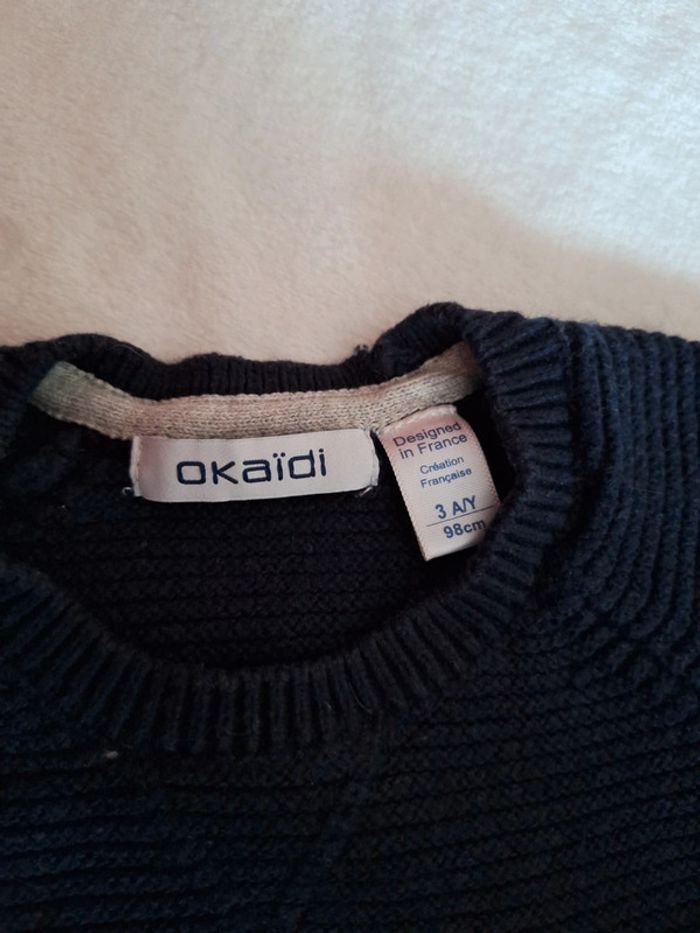 okaïdi
Designed
in France
Création
Française
3 A/Y
98cm